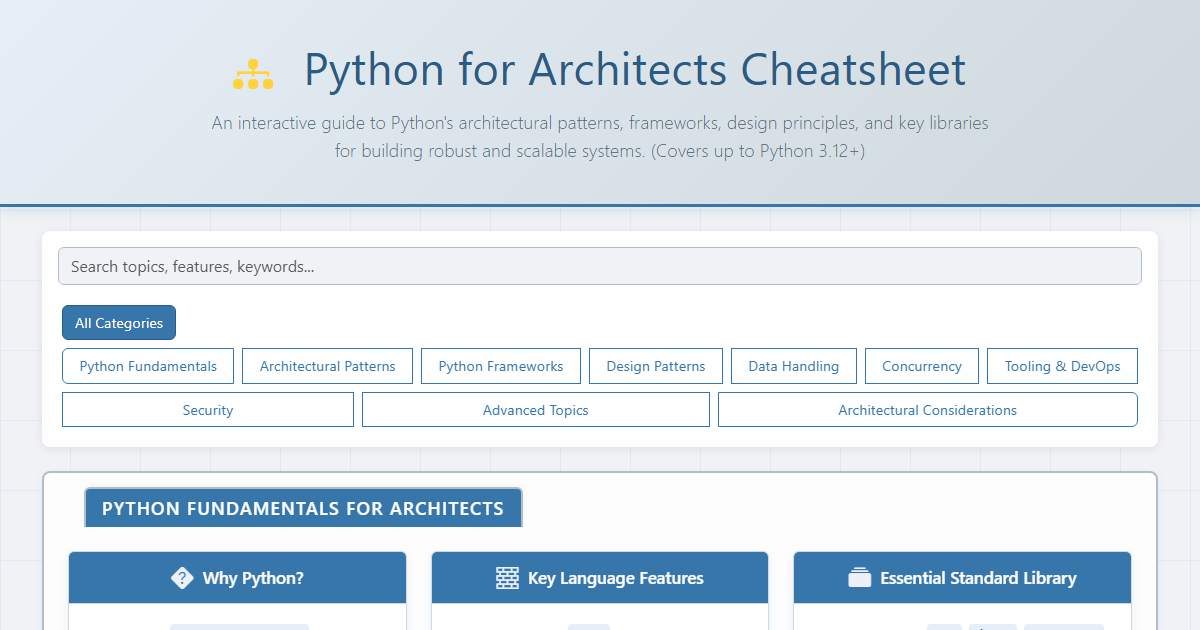 Python for Architects Cheatsheet
An interactive guide to Python's architectural patterns, frameworks, design principles, and key libraries
for building robust and scalable systems. (Covers up to Python 3.12+)
Search topics, features, keywords...
All Categories
Python Fundamentals
Architectural Patterns
Python Frameworks
Design Patterns
Data Handling
Concurrency
Tooling & DevOps
Security
Advanced Topics
Architectural Considerations
PYTHON FUNDAMENTALS FOR ARCHITECTS
Why Python?
Key Language Features
Essential Standard Library